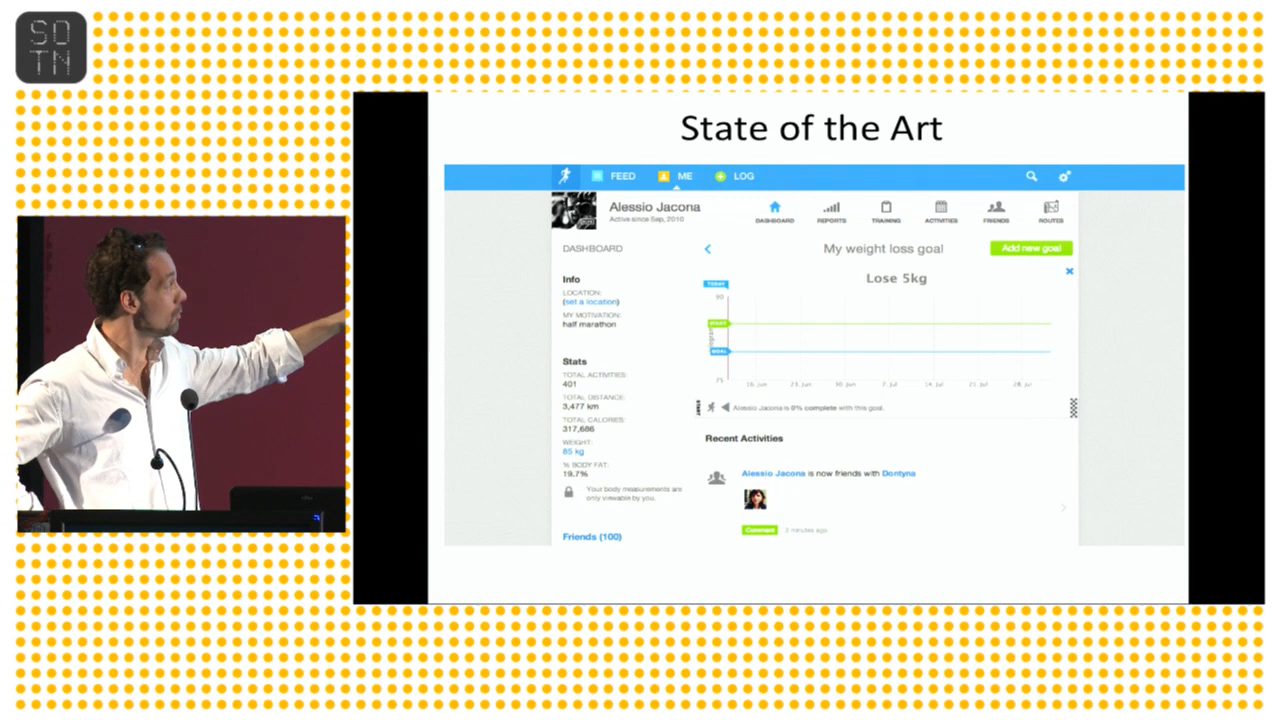 SD
TN
State of the Art
FEED ME LOG
Alessio Jacona
Active since Sep, 2010
DASHBOARD REPORTS TRAINING ACTIVITIES FRIENDS ROUTES
DASHBOARD
My weight loss goal
Add new goal
Info
LOCATION:
(set a location)
MY MOTIVATION:
half marathon
Lose 5kg
TODAY
90
START
GOAL
75
16. Jun 23. Jun 30. Jun 7. Jul 14. Jul 21. Jul 28. Jul
START
Alessio Jacona is 0% complete with this goal.
Stats
TOTAL ACTIVITIES:
401
TOTAL DISTANCE:
3,477 km
TOTAL CALORIES:
317,686
WEIGHT:
85 kg
% BODY FAT:
19.7%
Your body measurements are
only viewable by you.
Friends (100)
Recent Activities
Alessio Jacona is now friends with Dontyna
Comment 2 minutes ago